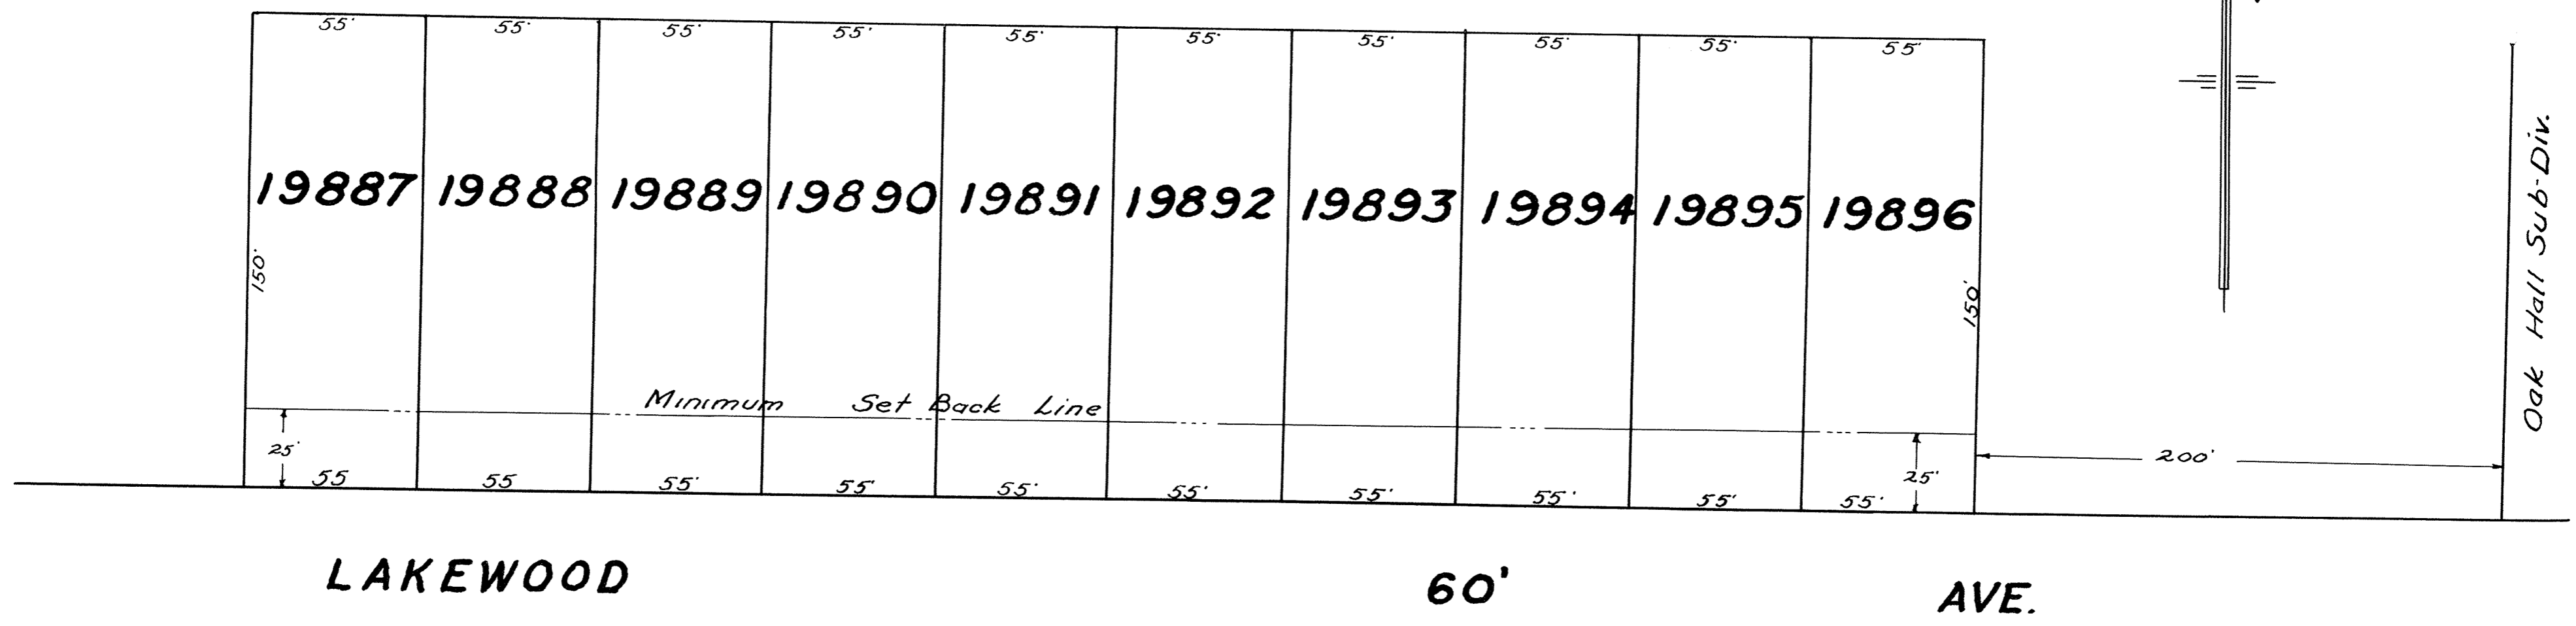 55' 55' 55' 55' 55' 55' 55' 55' 55' 55'
19887 19888 19889 19890 19891 19892 19893 19894 19895 19896
150' 150'
Oak Hall Sub-Div.
Minimum Set Back Line
25' 25' 200'
55 55 55' 55' 55' 55' 55' 55' 55' 55'
LAKEWOOD 60' AVE.